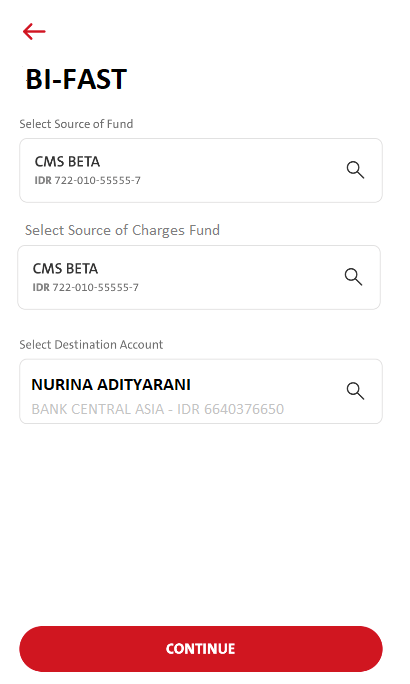 BI-FAST
Select Source of Fund
CMS BETA
IDR 722-010-55555-7
Select Source of Charges Fund
CMS BETA
IDR 722-010-55555-7
Select Destination Account
NURINA ADITYARANI
BANK CENTRAL ASIA - IDR 6640376650
CONTINUE